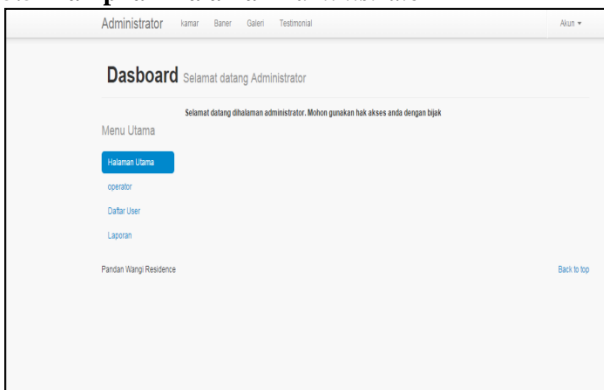 Administrator kamar Baner Galeri Testimonial Akun
Dasboard Selamat datang Administrator
Selamat datang dihalaman administrator. Mohon gunakan hak akses anda dengan bijak
Menu Utama
Halaman Utama
operator
Daftar User
Laporan
Pandan Wangi Residence Back to top